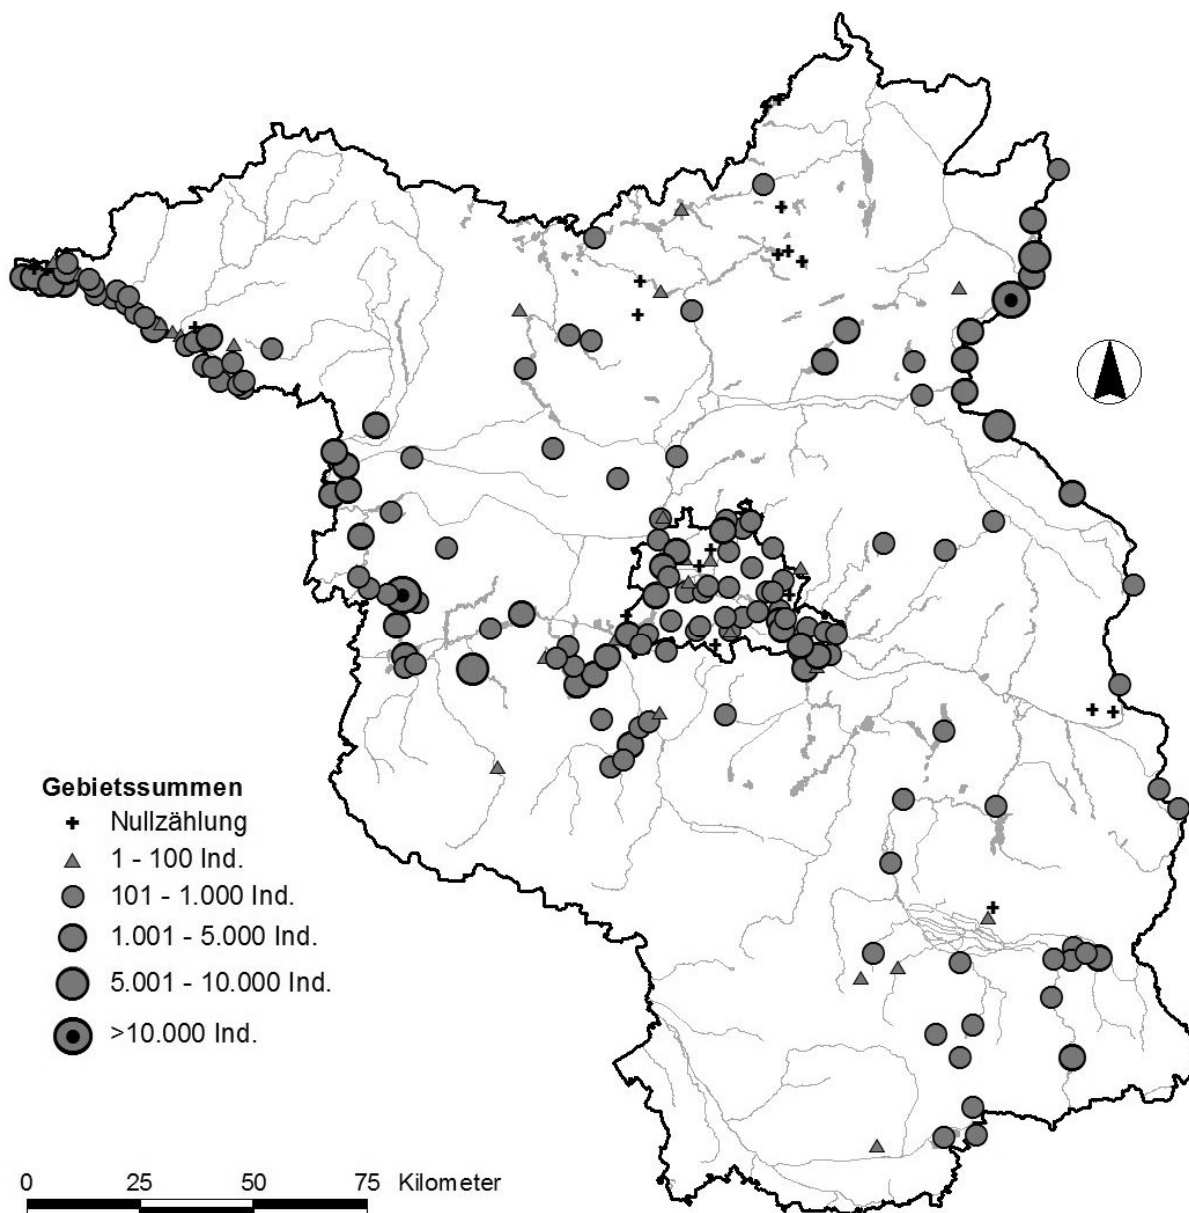 Gebietssummen
Nullzählung
1 - 100 Ind.
101 - 1.000 Ind.
1.001 - 5.000 Ind.
5.001 - 10.000 Ind.
>10.000 Ind.
0 25 50 75 Kilometer